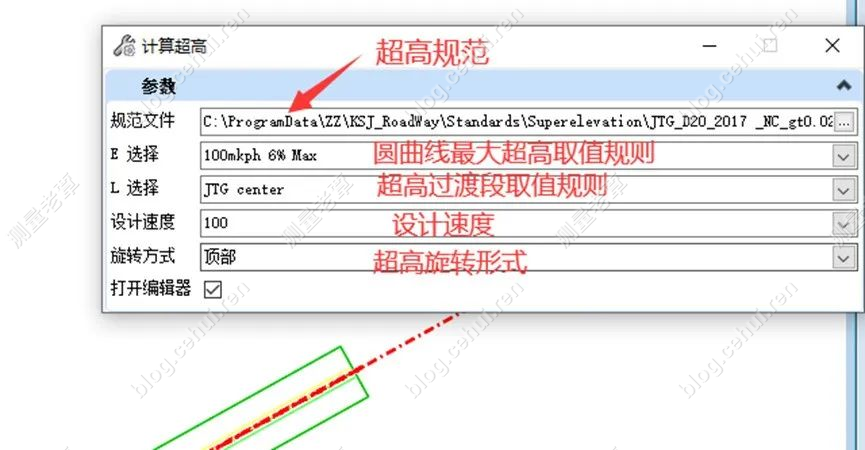 计算超高
超高规范
参数
规范文件 C:\ProgramData\ZZ\KSJ_RoadWay\Standards\Superelevation\JTG_D20_2017 _NC_gt0.02 ...
E 选择 100mkph 6% Max 圆曲线最大超高取值规则
L 选择 JTG center 超高过渡段取值规则
设计速度 100 设计速度
旋转方式 顶部 超高旋转形式
打开编辑器
测量老翠
blog.cehui.ren